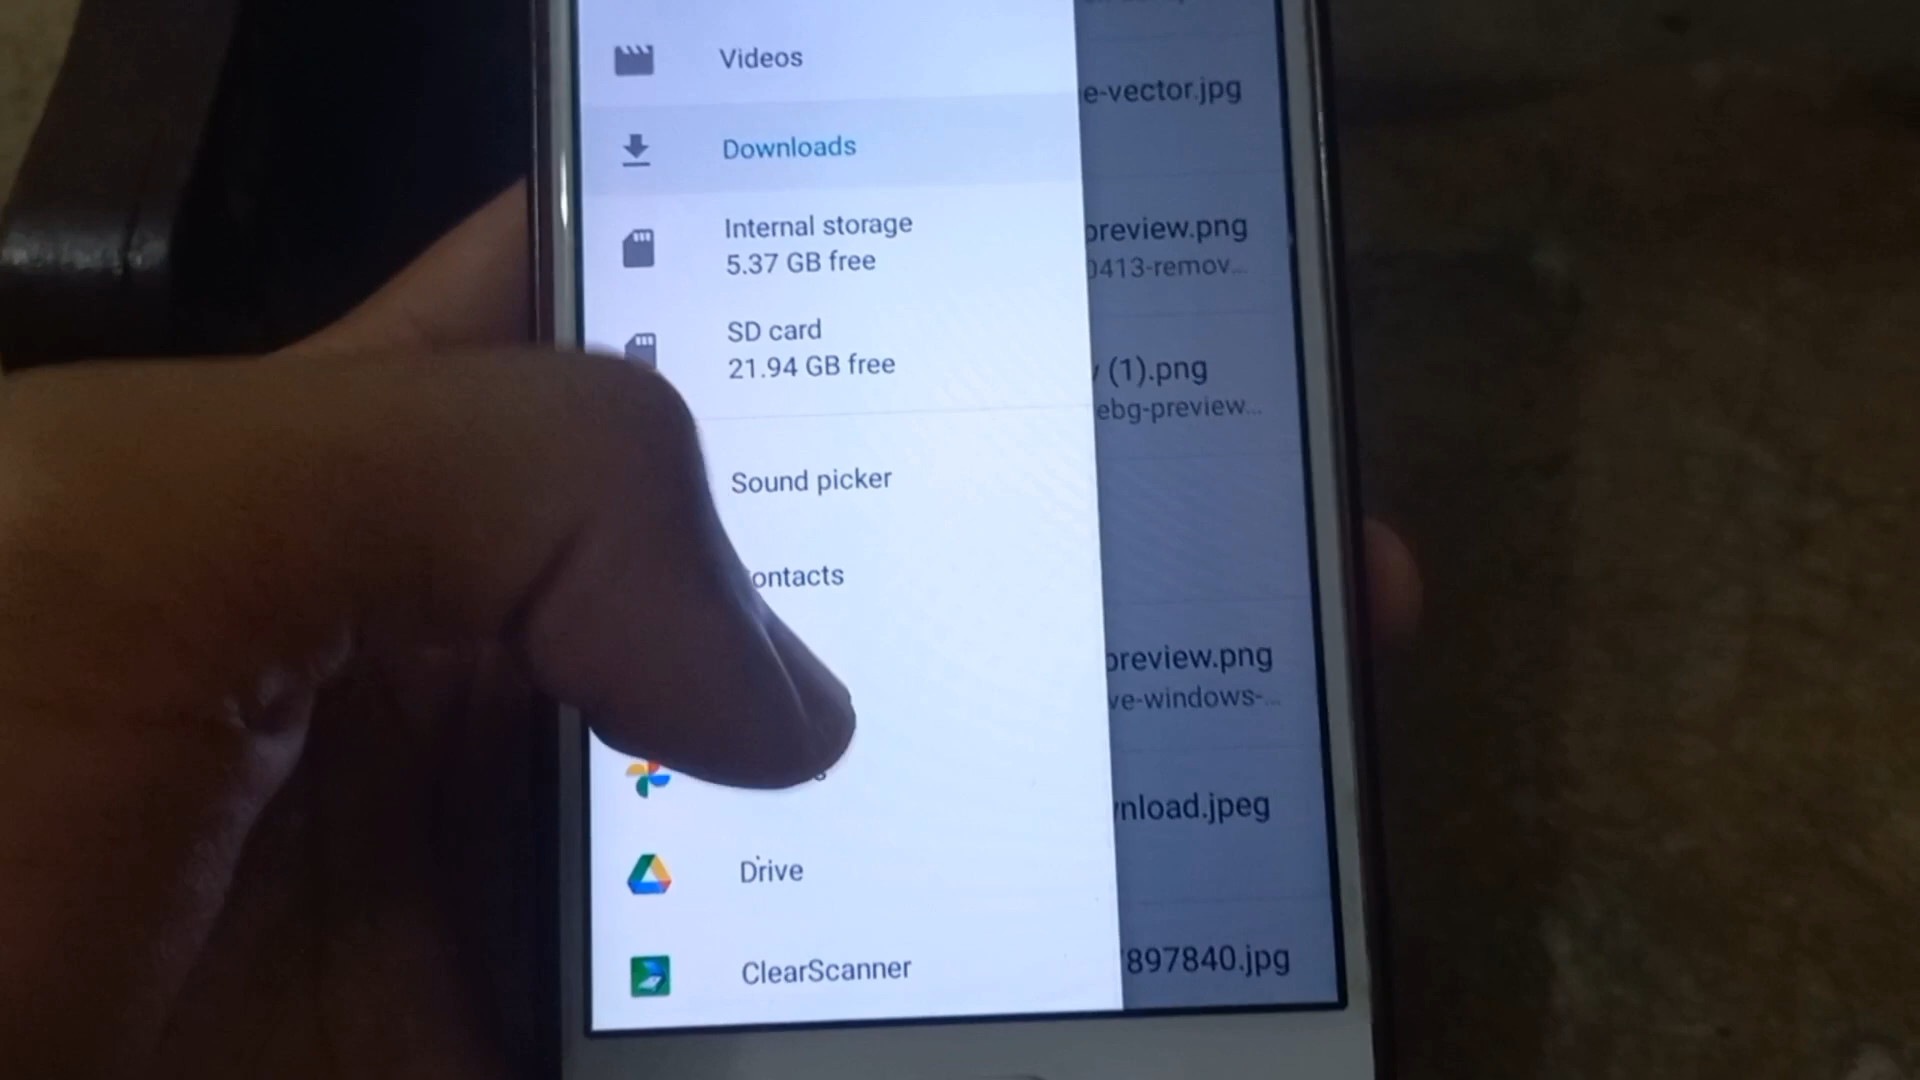 Videos
Downloads
Internal storage
5.37 GB free
SD card
21.94 GB free
Sound picker
ontacts
Drive
ClearScanner
e-vector.jpg
preview.png
0413-remov...
(1).png
ebg-preview...
preview.png
ve-windows-...
nload.jpeg
897840.jpg